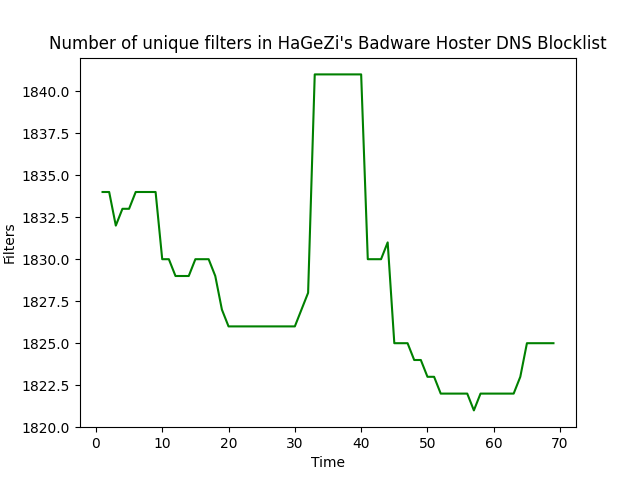 Number of unique filters in HaGeZi's Badware Hoster DNS Blocklist
1840.0
1837.5
1835.0
1832.5
1830.0
1827.5
1825.0
1822.5
1820.0
Filters
0 10 20 30 40 50 60 70
Time